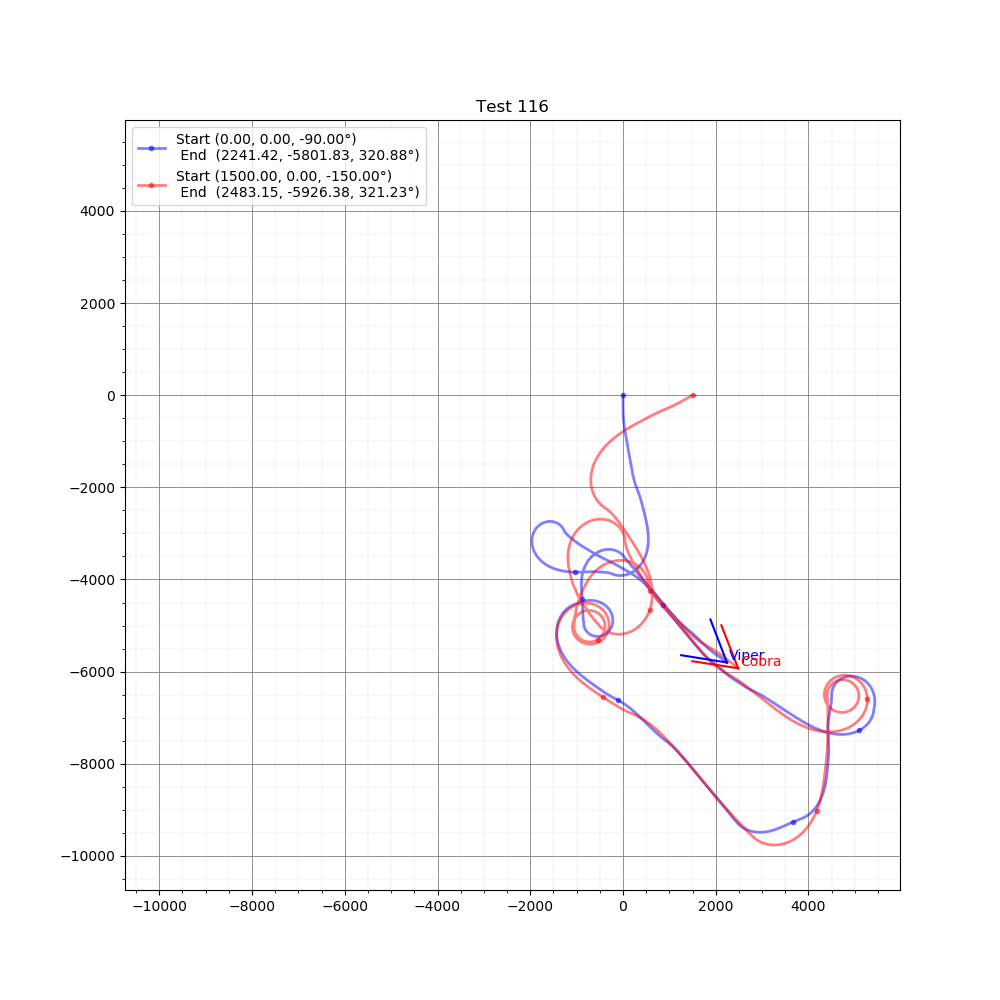 Test 116
Start (0.00, 0.00, -90.00°)
End (2241.42, -5801.83, 320.88°)
Start (1500.00, 0.00, -150.00°)
End (2483.15, -5926.38, 321.23°)
4000
2000
0
−2000
−4000
−6000
−8000
−10000
Viper
Cobra
−10000 −8000 −6000 −4000 −2000 0 2000 4000